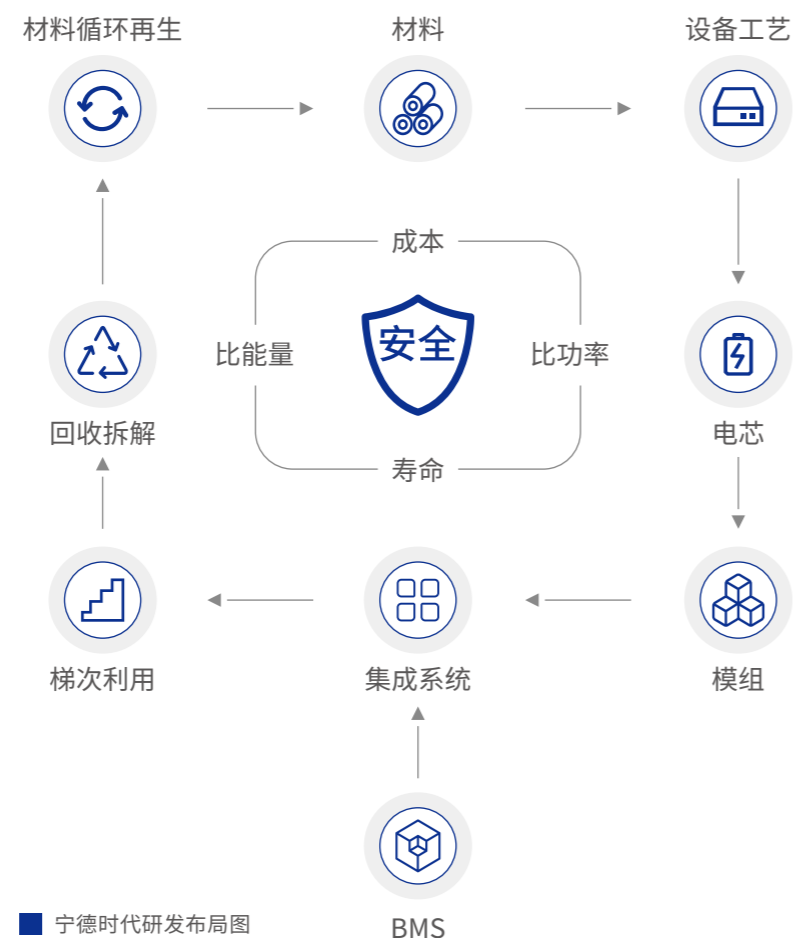 材料循环再生
材料
设备工艺
成本
安全
比能量
比功率
寿命
回收拆解
电芯
梯次利用
集成系统
模组
宁德时代研发布局图
BMS